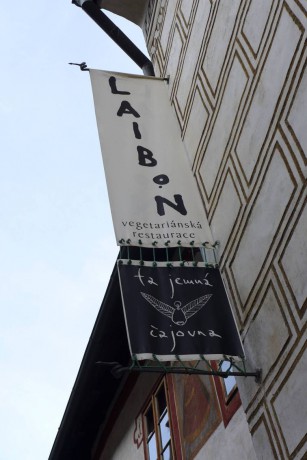 LAIBON
vegetariánská
restaurace
ta jemná
čajovna